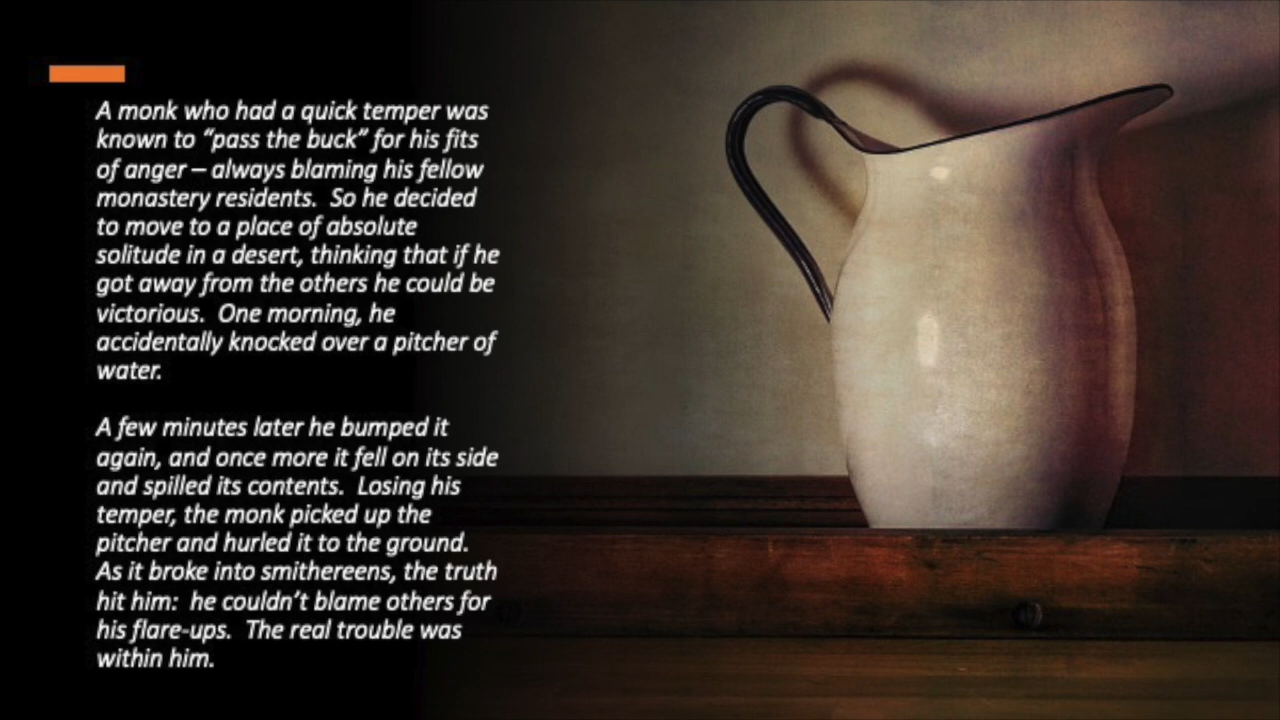 A monk who had a quick temper was
known to “pass the buck” for his fits
of anger – always blaming his fellow
monastery residents.  So he decided
to move to a place of absolute
solitude in a desert, thinking that if he
got away from the others he could be
victorious.  One morning, he
accidentally knocked over a pitcher of
water.
A few minutes later he bumped it
again, and once more it fell on its side
and spilled its contents.  Losing his
temper, the monk picked up the
pitcher and hurled it to the ground.
As it broke into smithereens, the truth
hit him:  he couldn’t blame others for
his flare-ups.  The real trouble was
within him.